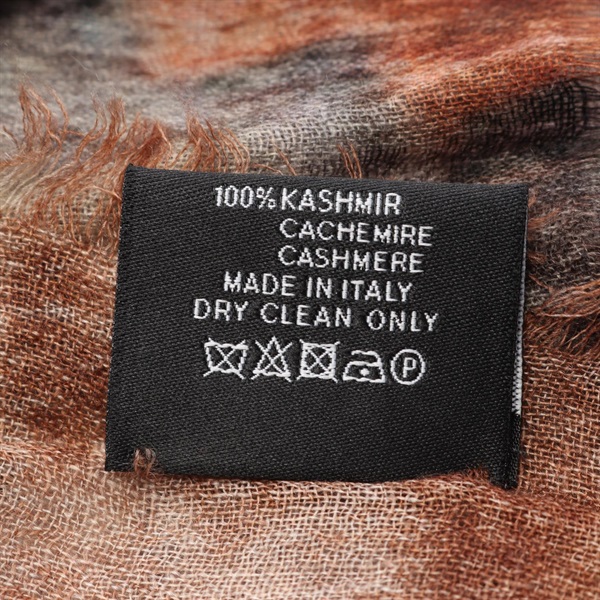 100% KASHMIR
CACHEMIRE
CASHMERE
MADE IN ITALY
DRY CLEAN ONLY
P